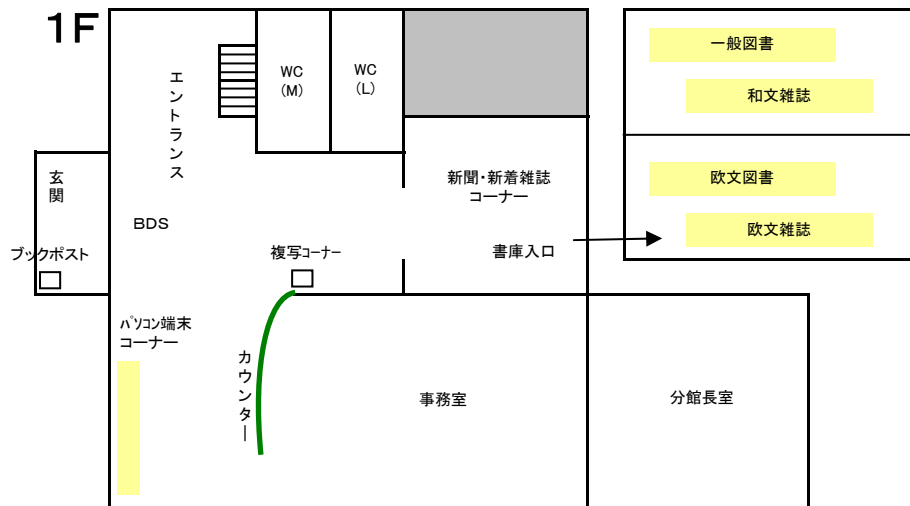 1F
エントランス
WC
(M)
WC
(L)
一般図書
和文雑誌
玄関
新聞・新着雑誌
コーナー
欧文図書
欧文雑誌
BDS
ブックポスト
複写コーナー
書庫入口
パソコン端末
コーナー
カウンター
事務室
分館長室